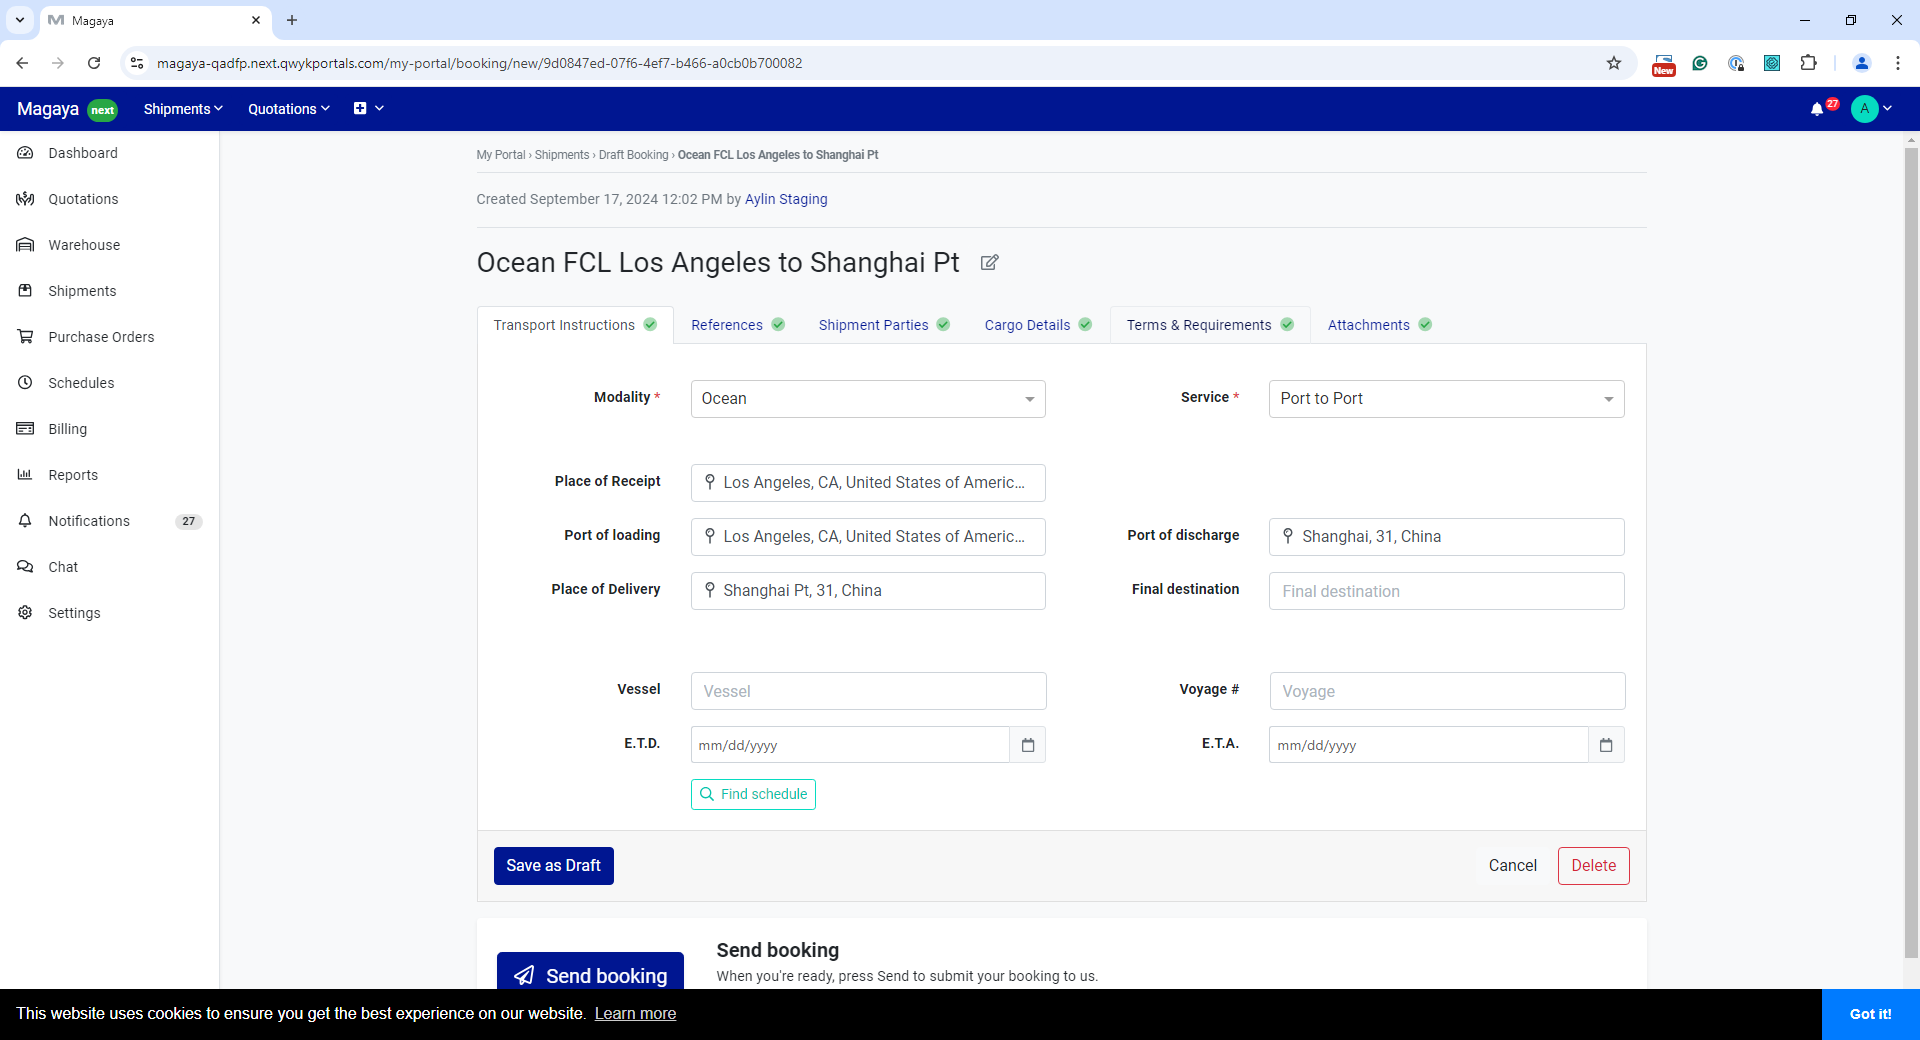 Magaya
magaya-qadfp.next.qwykportals.com/my-portal/booking/new/9d0847ed-07f6-4ef7-b466-a0cb0b700082
New
Magaya next Shipments Quotations 27 A
Dashboard
Quotations
Warehouse
Shipments
Purchase Orders
Schedules
Billing
Reports
Notifications 27
Chat
Settings
My Portal › Shipments › Draft Booking › Ocean FCL Los Angeles to Shanghai Pt
Created September 17, 2024 12:02 PM by Aylin Staging
Ocean FCL Los Angeles to Shanghai Pt
Transport Instructions References Shipment Parties Cargo Details Terms & Requirements Attachments
Modality * Ocean Service * Port to Port
Place of Receipt Los Angeles, CA, United States of Americ...
Port of loading Los Angeles, CA, United States of Americ... Port of discharge Shanghai, 31, China
Place of Delivery Shanghai Pt, 31, China Final destination Final destination
Vessel Vessel Voyage # Voyage
E.T.D. mm/dd/yyyy E.T.A. mm/dd/yyyy
Find schedule
Save as Draft Cancel Delete
Send booking
Send booking
When you're ready, press Send to submit your booking to us.
This website uses cookies to ensure you get the best experience on our website. Learn more Got it!